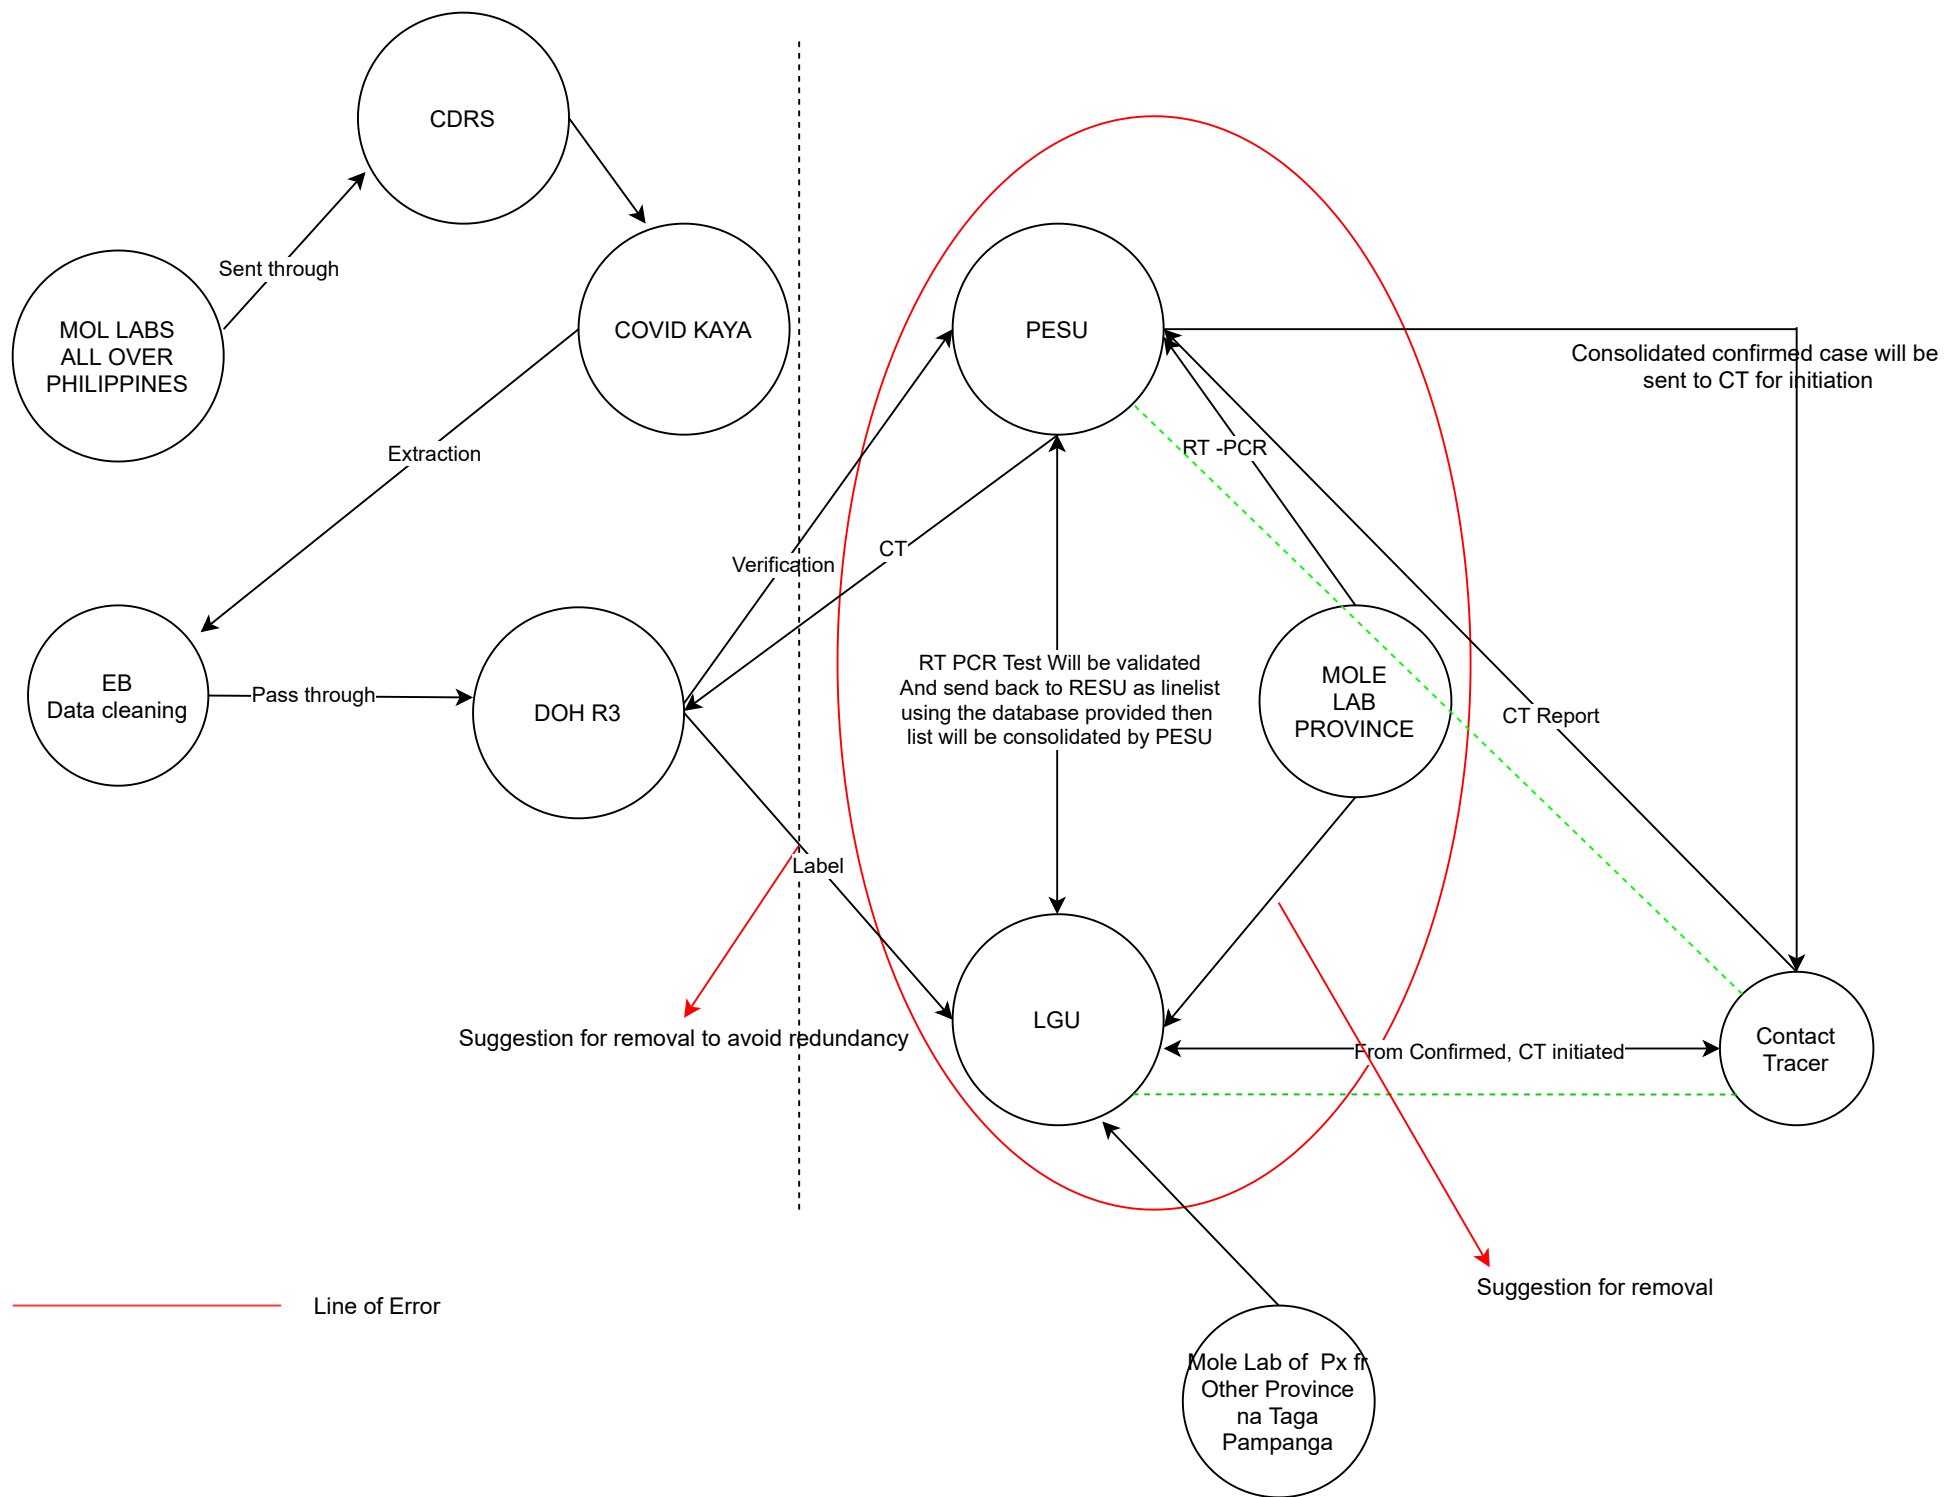 CDRS
Sent through
MOL LABS
ALL OVER
PHILIPPINES
COVID KAYA
PESU
Consolidated confirmed case will be
sent to CT for initiation
Extraction
RT -PCR
Verification
CT
EB
Data cleaning
Pass through
DOH R3
RT PCR Test Will be validated
And send back to RESU as linelist
using the database provided then
list will be consolidated by PESU
MOLE
LAB
PROVINCE
CT Report
Label
Suggestion for removal to avoid redundancy
LGU
From Confirmed, CT initiated
Contact
Tracer
Suggestion for removal
Line of Error
Mole Lab of Px fr
Other Province
na Taga
Pampanga